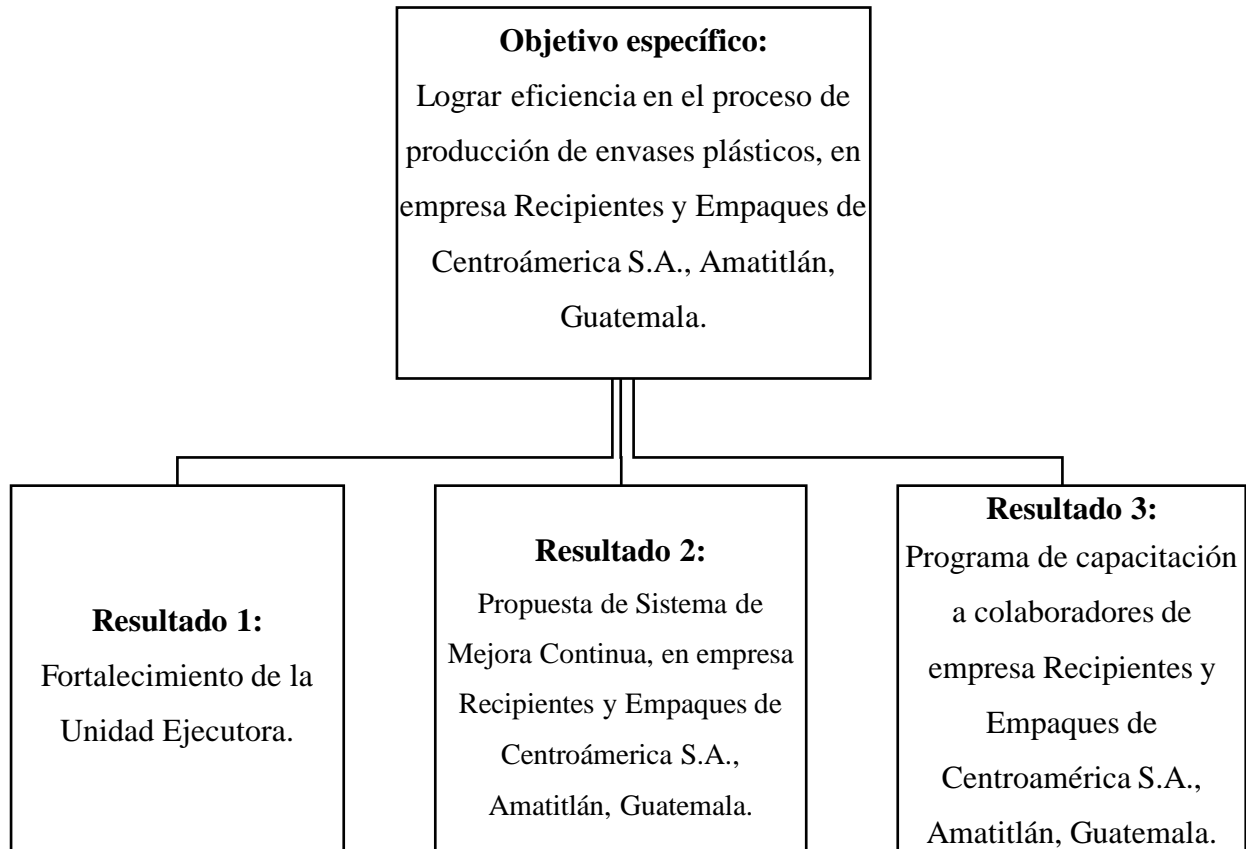 Objetivo específico:
Lograr eficiencia en el proceso de
producción de envases plásticos, en
empresa Recipientes y Empaques de
Centroámerica S.A., Amatitlán,
Guatemala.
Resultado 1:
Fortalecimiento de la
Unidad Ejecutora.
Resultado 2:
Propuesta de Sistema de
Mejora Continua, en empresa
Recipientes y Empaques de
Centroámerica S.A.,
Amatitlán, Guatemala.
Resultado 3:
Programa de capacitación
a colaboradores de
empresa Recipientes y
Empaques de
Centroamérica S.A.,
Amatitlán, Guatemala.